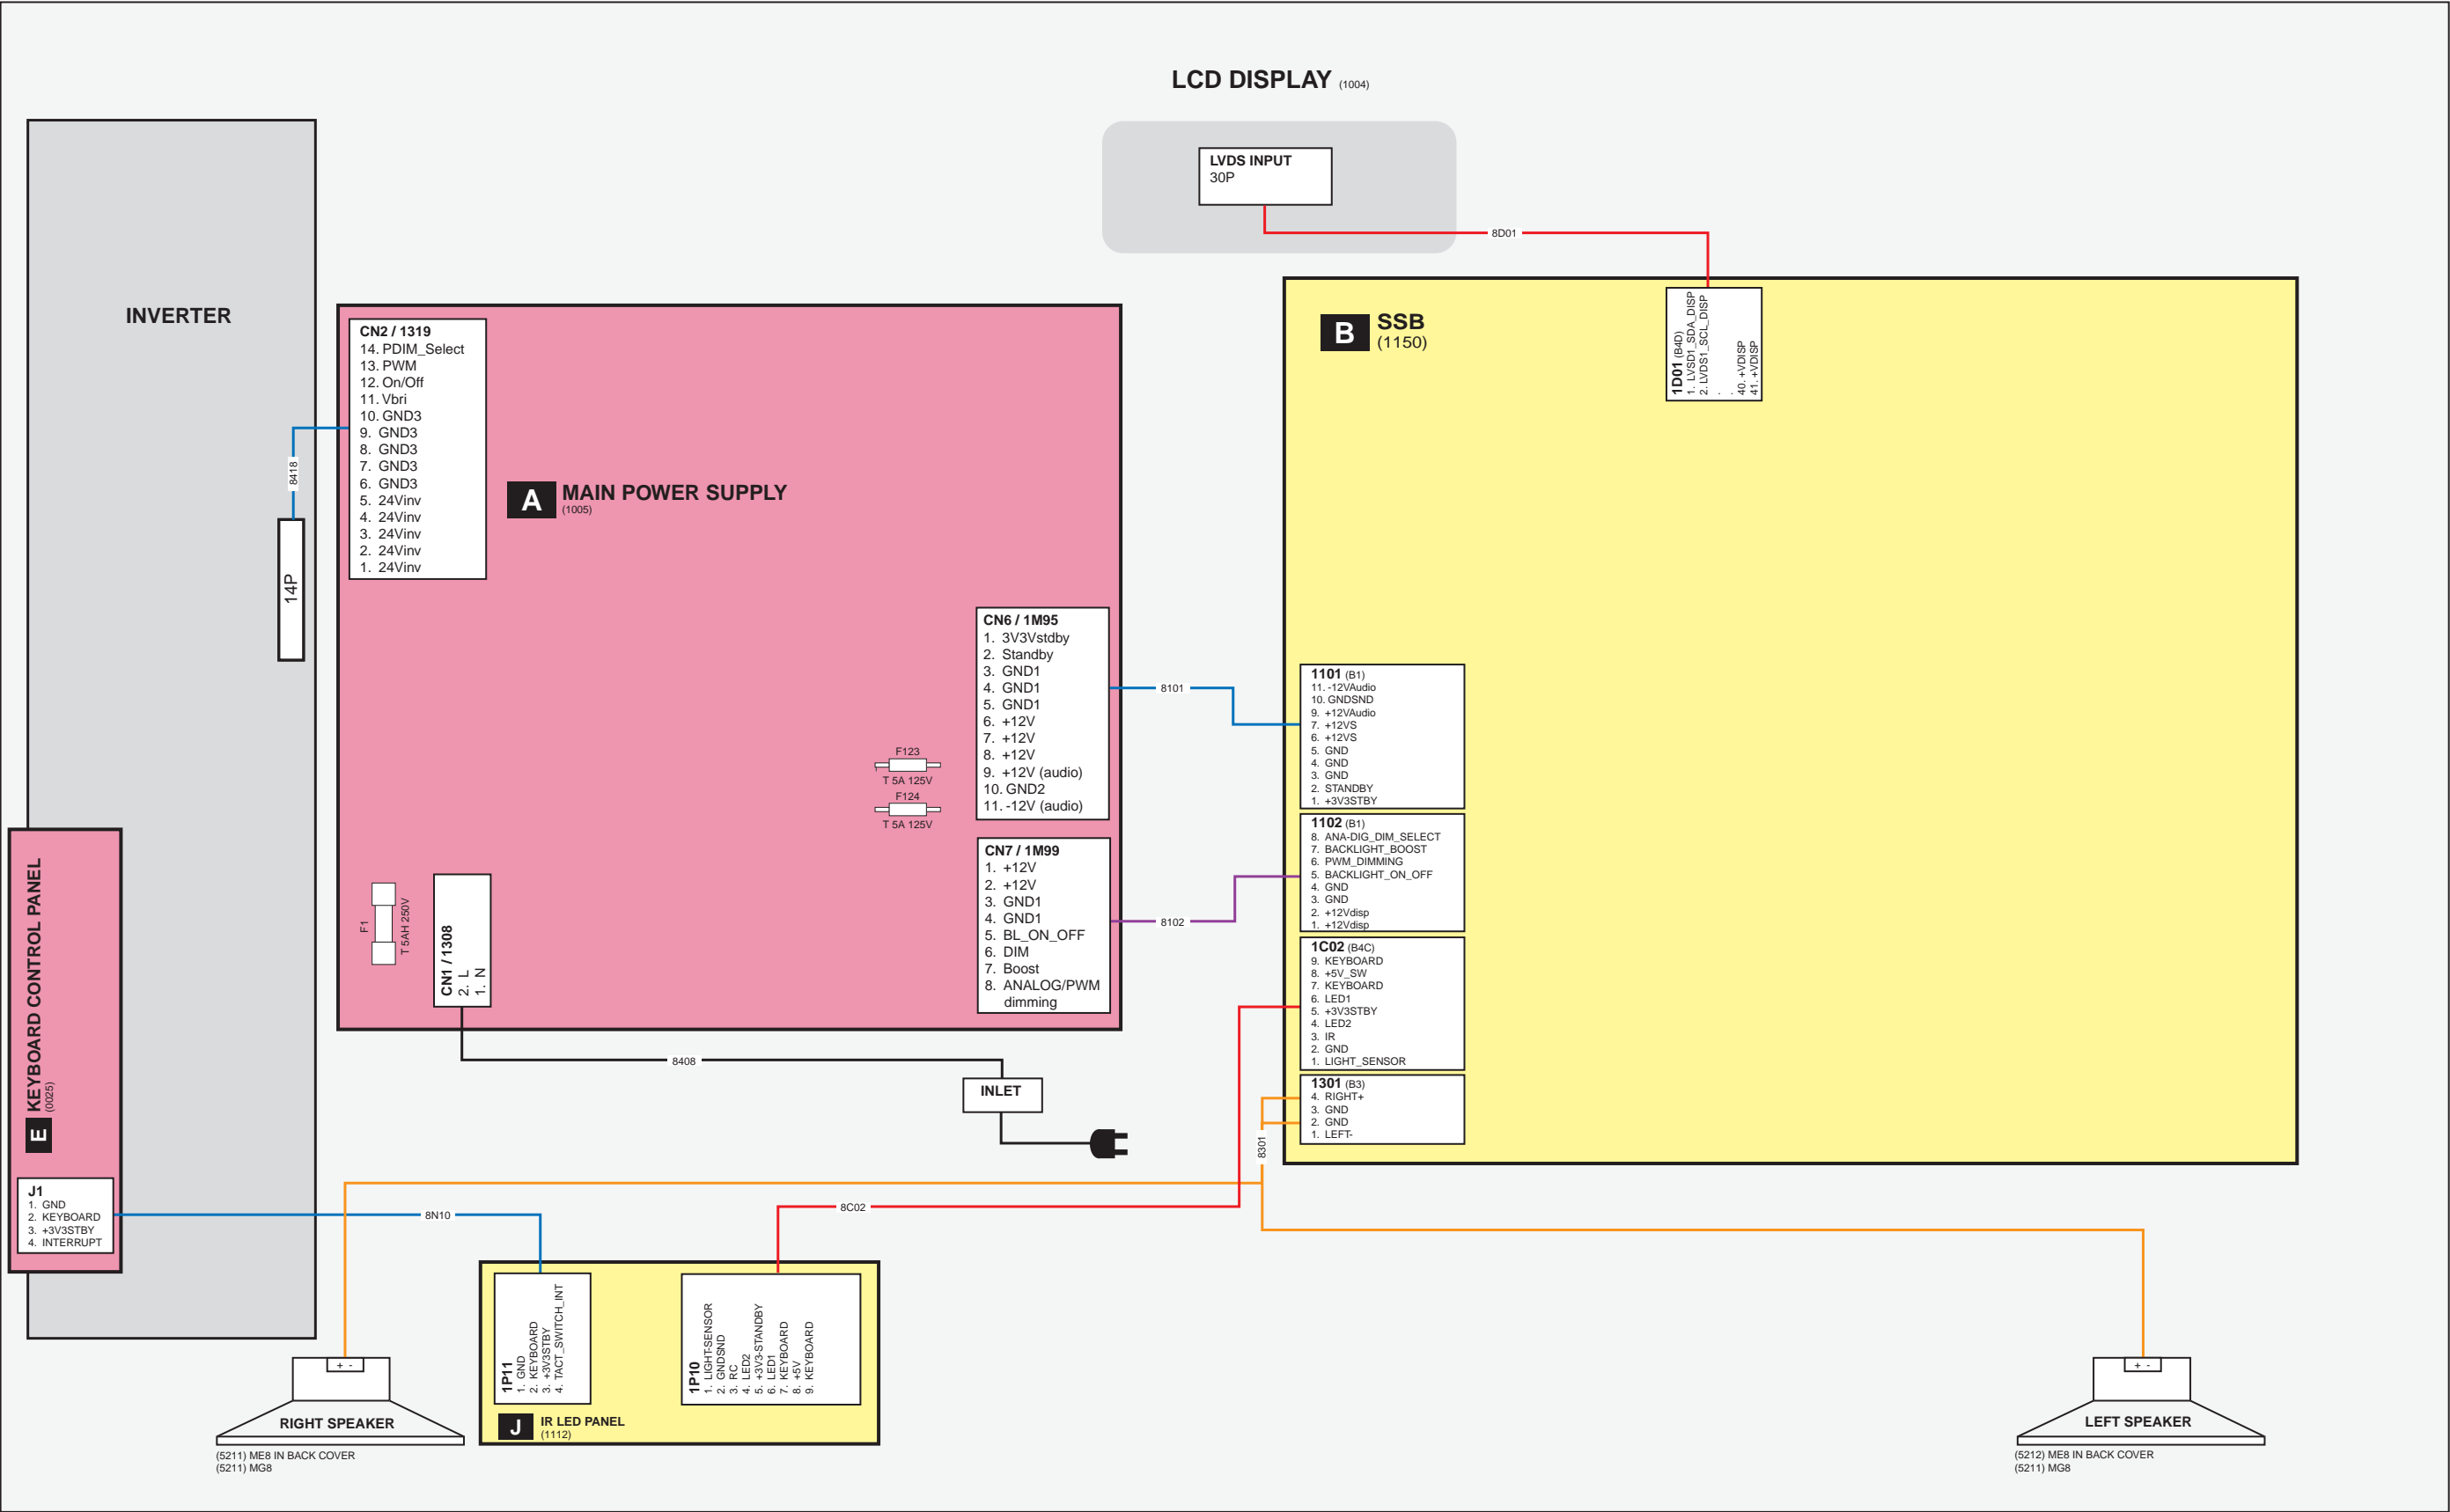 LCD DISPLAY (1004)
LVDS INPUT
30P
8D01
INVERTER
8418
14P
CN2 / 1319
14. PDIM_Select
13. PWM
12. On/Off
11. Vbri
10. GND3
9. GND3
8. GND3
7. GND3
6. GND3
5. 24Vinv
4. 24Vinv
3. 24Vinv
2. 24Vinv
1. 24Vinv
A MAIN POWER SUPPLY
(1005)
CN6 / 1M95
1. 3V3Vstdby
2. Standby
3. GND1
4. GND1
5. GND1
6. +12V
7. +12V
8. +12V
9. +12V (audio)
10. GND2
11. -12V (audio)
F123
T 5A 125V
F124
T 5A 125V
CN7 / 1M99
1. +12V
2. +12V
3. GND1
4. GND1
5. BL_ON_OFF
6. DIM
7. Boost
8. ANALOG/PWM
dimming
F1
T 5AH 250V
CN1 / 1308
2. L
1. N
8408
INLET
8101
8102
B SSB
(1150)
1D01 (B4D)
1. LVSD1_SDA_DISP
2. LVDS1_SCL_DISP
.
.
40. +VDISP
41. +VDISP
1101 (B1)
11. -12VAudio
10. GNDSND
9. +12VAudio
7. +12VS
6. +12VS
5. GND
4. GND
3. GND
2. STANDBY
1. +3V3STBY
1102 (B1)
8. ANA-DIG_DIM_SELECT
7. BACKLIGHT_BOOST
6. PWM_DIMMING
5. BACKLIGHT_ON_OFF
4. GND
3. GND
2. +12Vdisp
1. +12Vdisp
1C02 (B4C)
9. KEYBOARD
8. +5V_SW
7. KEYBOARD
6. LED1
5. +3V3STBY
4. LED2
3. IR
2. GND
1. LIGHT_SENSOR
1301 (B3)
4. RIGHT+
3. GND
2. GND
1. LEFT-
8301
E KEYBOARD CONTROL PANEL
(0025)
J1
1. GND
2. KEYBOARD
3. +3V3STBY
4. INTERRUPT
8N10
8C02
1P11
1. GND
2. KEYBOARD
3. +3V3STBY
4. TACT_SWITCH_INT
1P10
1. LIGHT-SENSOR
2. GNDSND
3. RC
4. LED2
5. +3V3-STANDBY
6. LED1
7. KEYBOARD
8. +5V
9. KEYBOARD
J IR LED PANEL
(1112)
+ -
RIGHT SPEAKER
(5211) ME8 IN BACK COVER
(5211) MG8
+ -
LEFT SPEAKER
(5212) ME8 IN BACK COVER
(5211) MG8